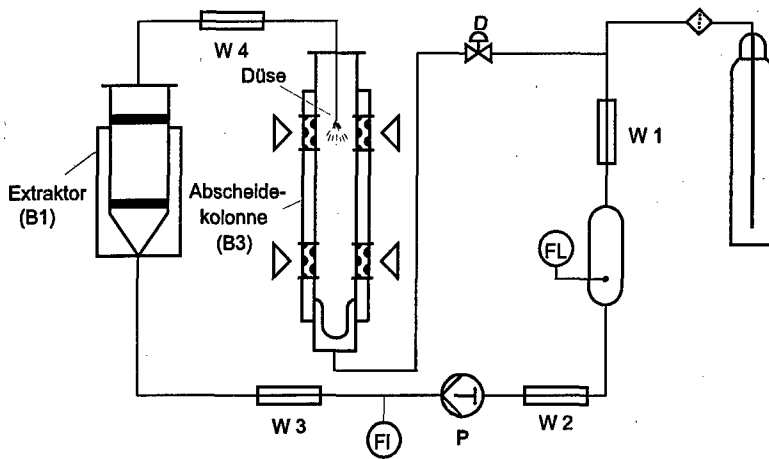 D
W 4
Düse
W 1
Extraktor
(B1)
Abscheide-
kolonne
(B3)
FL
W 3
FI
P
W 2